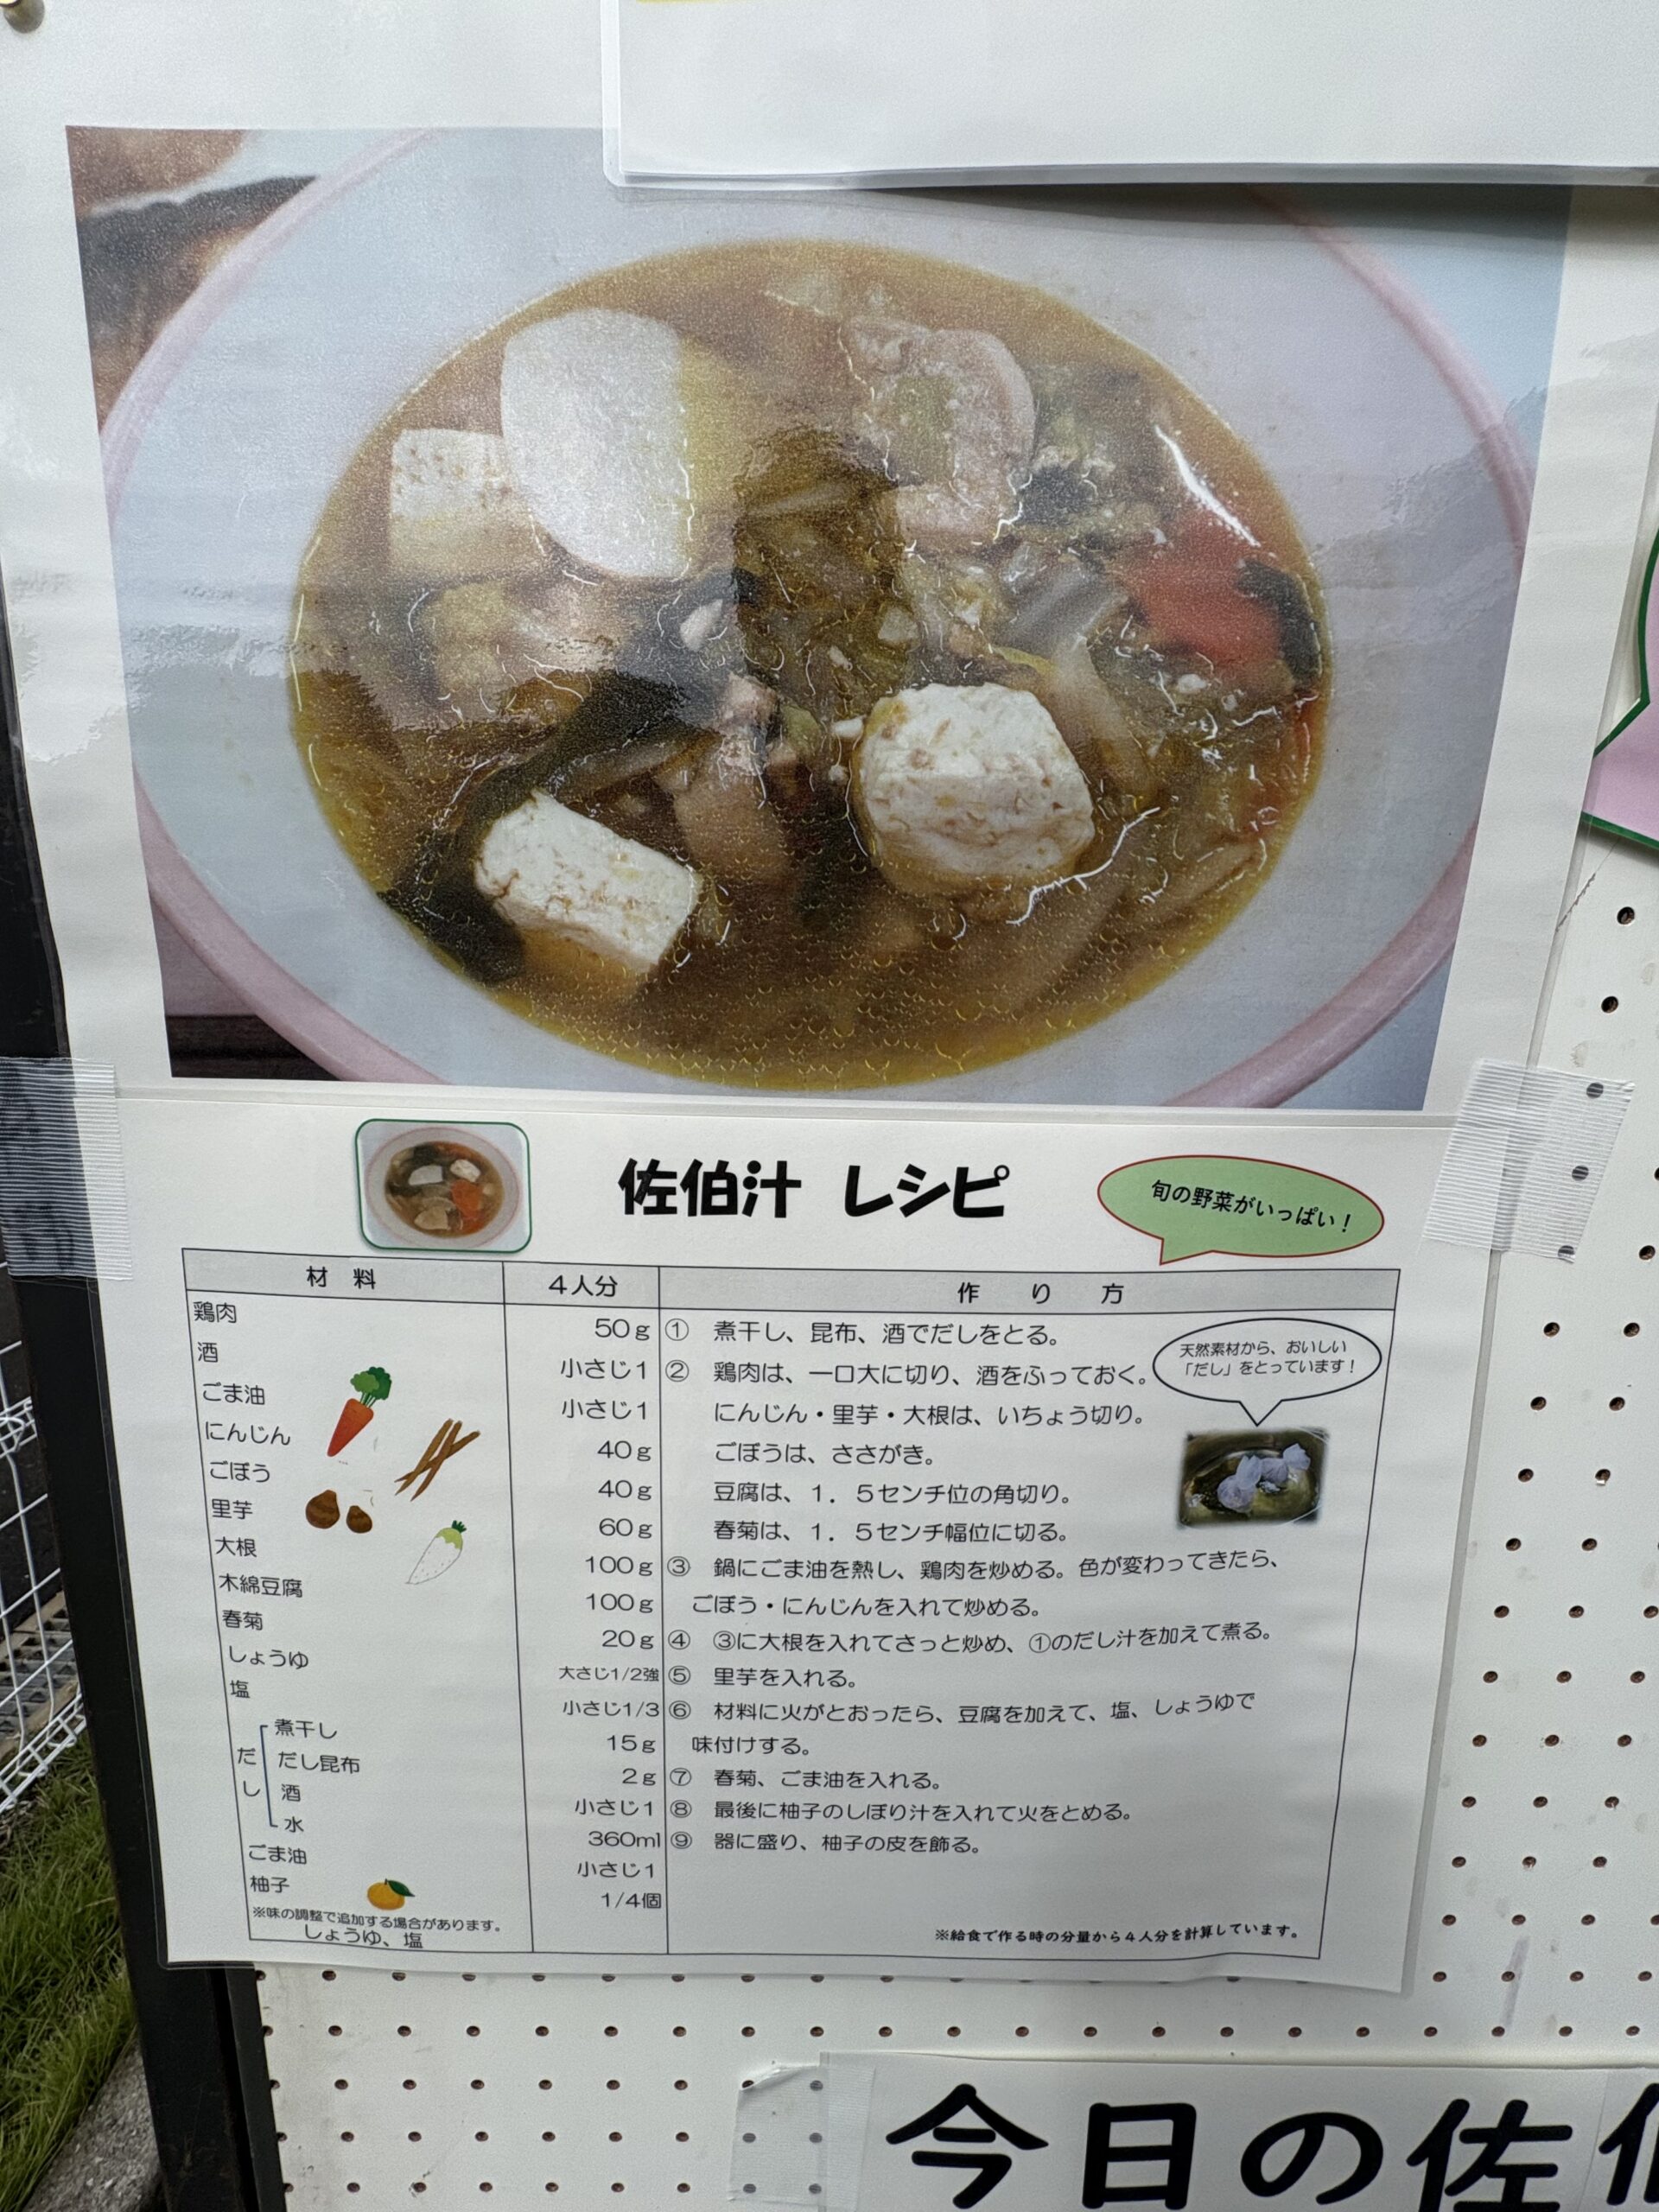 佐伯汁 レシピ
旬の野菜がいっぱい！
材 料
4人分
作 り 方
鶏肉 50g
酒 小さじ1
ごま油 小さじ1
にんじん 40g
ごぼう 40g
里芋 60g
大根 100g
木綿豆腐 100g
春菊 20g
しょうゆ 大さじ1/2強
塩 小さじ1/3
だし
煮干し 15g
だし昆布 2g
酒 小さじ1
水 360ml
ごま油 小さじ1
柚子 1/4個
※味の調整で追加する場合があります。
しょうゆ、塩
① 煮干し、昆布、酒でだしをとる。
② 鶏肉は、一口大に切り、酒をふっておく。
にんじん・里芋・大根は、いちょう切り。
ごぼうは、ささがき。
豆腐は、1．5センチ位の角切り。
春菊は、1．5センチ幅位に切る。
③ 鍋にごま油を熱し、鶏肉を炒める。色が変わってきたら、
ごぼう・にんじんを入れて炒める。
④ ③に大根を入れてさっと炒め、①のだし汁を加えて煮る。
⑤ 里芋を入れる。
⑥ 材料に火がとおったら、豆腐を加えて、塩、しょうゆで
味付けする。
⑦ 春菊、ごま油を入れる。
⑧ 最後に柚子のしぼり汁を入れて火をとめる。
⑨ 器に盛り、柚子の皮を飾る。
天然素材から、おいしい
「だし」をとっています！
※給食で作る時の分量から4人分を計算しています。
今日の佐